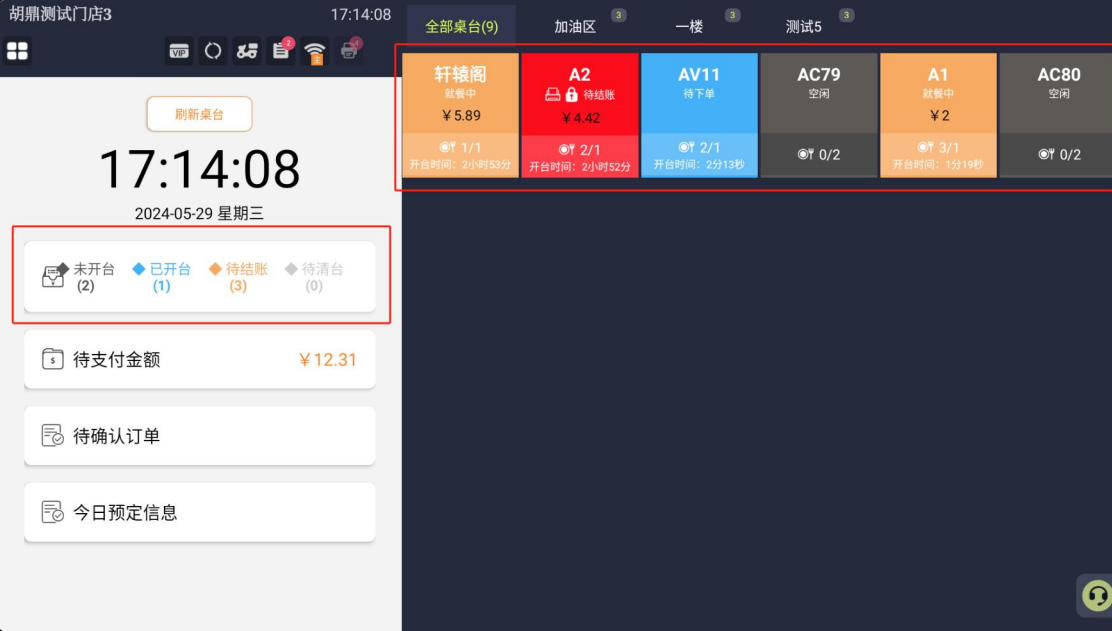 胡鼎测试门店3 17:14:08
VIP 2 主 4
刷新桌台
17:14:08
2024-05-29 星期三
未开台 已开台 待结账 待清台
(2) (1) (3) (0)
待支付金额 ￥12.31
待确认订单
今日预定信息
全部桌台(9) 加油区 3 一楼 3 测试5 3
轩辕阁
就餐中
￥5.89
1/1
开台时间：2小时53分
A2
待结账
￥4.42
2/1
开台时间：2小时52分
AV11
待下单
2/1
开台时间：2分13秒
AC79
空闲
0/2
A1
就餐中
￥2
3/1
开台时间：1分19秒
AC80
空闲
0/2